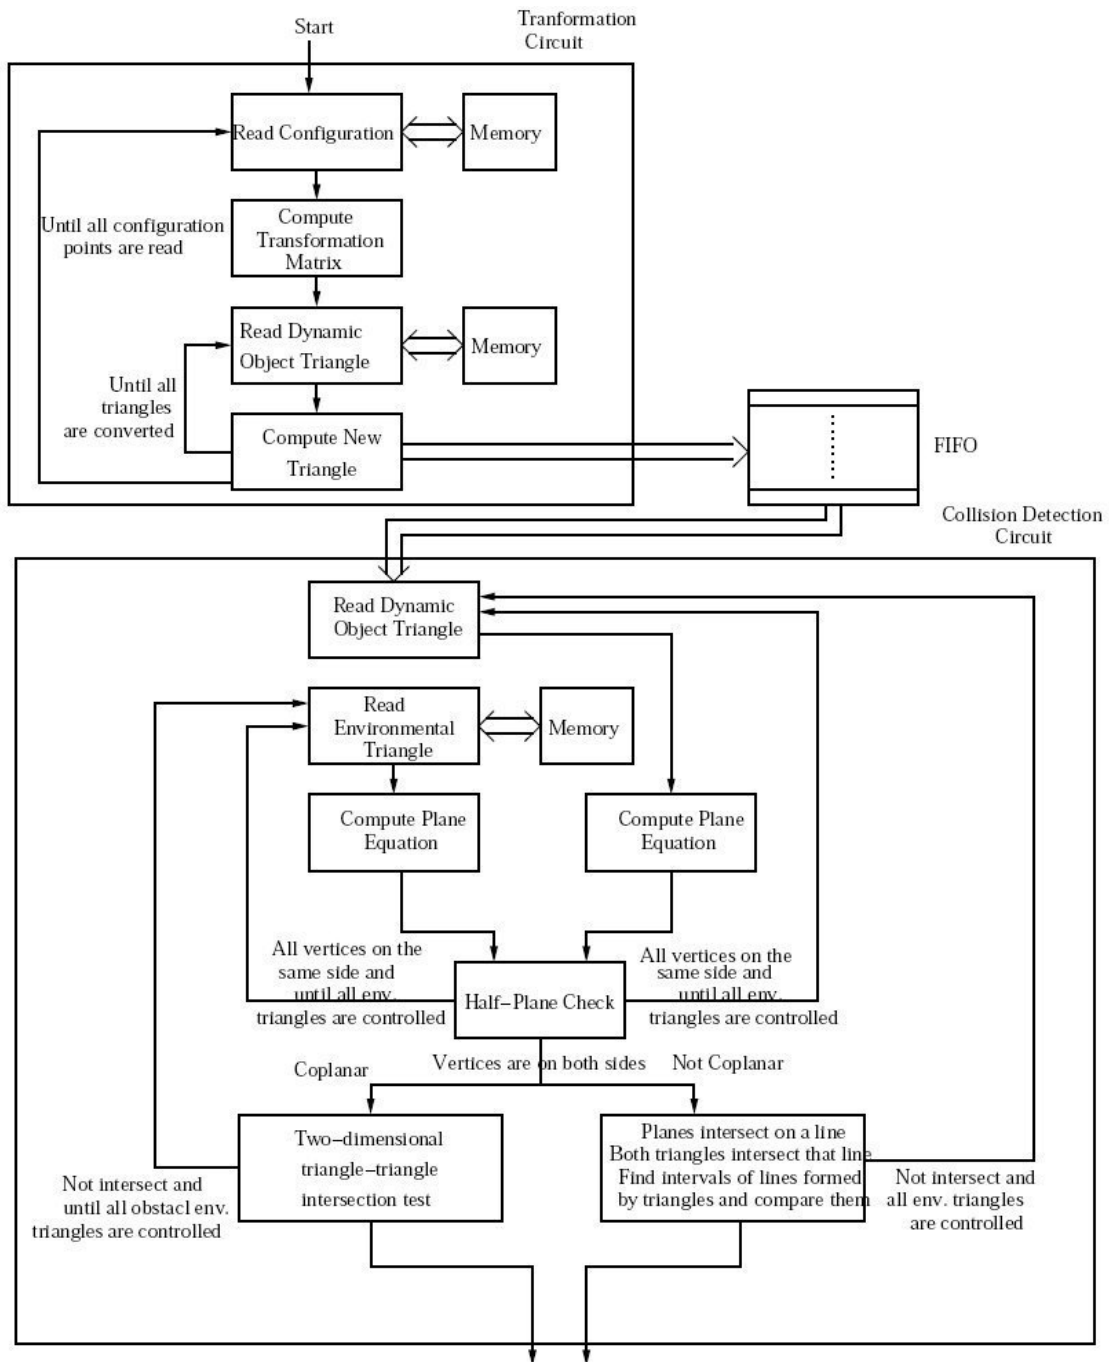 Start
Tranformation
Circuit
Read Configuration
Memory
Until all configuration
points are read
Compute
Transformation
Matrix
Read Dynamic
Object Triangle
Memory
Until all
triangles
are converted
Compute New
Triangle
FIFO
Collision Detection
Circuit
Read Dynamic
Object Triangle
Read
Environmental
Triangle
Memory
Compute Plane
Equation
Compute Plane
Equation
All vertices on the
same side and
until all env.
triangles are controlled
All vertices on the
same side and
until all env.
triangles are controlled
Half-Plane Check
Coplanar
Vertices are on both sides
Not Coplanar
Two-dimensional
triangle-triangle
intersection test
Planes intersect on a line
Both triangles intersect that line
Find intervals of lines formed
by triangles and compare them
Not intersect and
until all obstacl env.
triangles are controlled
Not intersect and
all env. triangles
are controlled